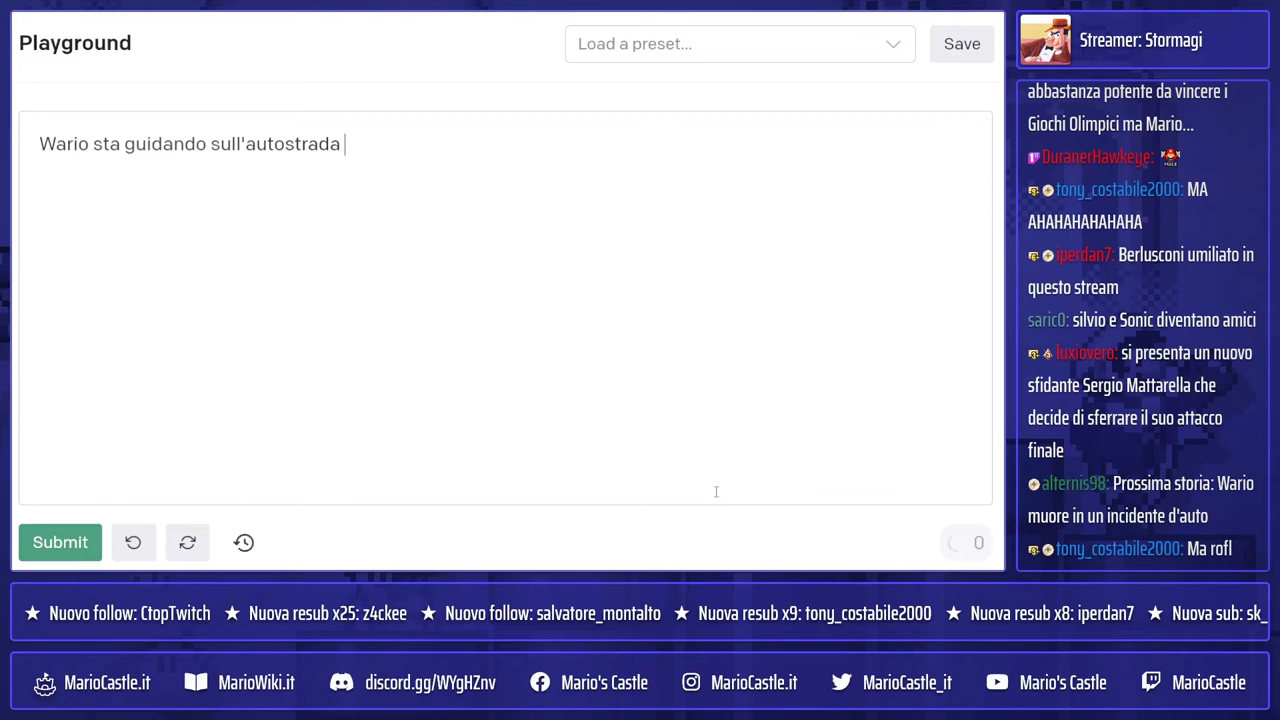 Playground
Load a preset...
Save
Wario sta guidando sull'autostrada
Submit
0
Streamer: Stormagi
abbastanza potente da vincere i
Giochi Olimpici ma Mario...
DuranerHawkeye:
tony_costabile2000: MA
AHAHAHAHAHAHA
iperdan7: Berlusconi umiliato in
questo stream
saric0: silvio e Sonic diventano amici
luxiovero: si presenta un nuovo
sfidante Sergio Mattarella che
decide di sferrare il suo attacco
finale
alternis98: Prossima storia: Wario
muore in un incidente d'auto
tony_costabile2000: Ma rofl
★ Nuovo follow: CtopTwitch ★ Nuova resub x25: z4ckee ★ Nuovo follow: salvatore_montalto ★ Nuova resub x9: tony_costabile2000 ★ Nuova resub x8: iperdan7 ★ Nuova sub: sk_
MarioCastle.it MarioWiki.it discord.gg/WYgHZnv Mario's Castle MarioCastle.it MarioCastle_it Mario's Castle MarioCastle